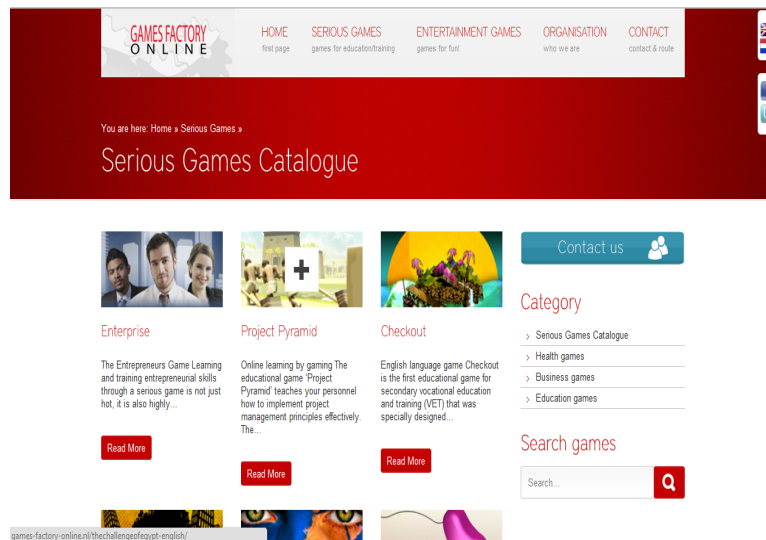 GAMES FACTORY
ONLINE
HOME
first page
SERIOUS GAMES
games for education/training
ENTERTAINMENT GAMES
games for fun!
ORGANISATION
who we are
CONTACT
contact & route
You are here: Home » Serious Games »
Serious Games Catalogue
Enterprise
The Entrepreneurs Game Learning
and training entrepreneurial skills
through a serious game is not just
hot, it is also highly...
Read More
Project Pyramid
Online learning by gaming The
educational game ‘Project
Pyramid’ teaches your personnel
how to implement project
management principles effectively.
The...
Read More
Checkout
English language game Checkout
is the first educational game for
secondary vocational education
and training (VET) that was
specially designed...
Read More
Contact us
Category
Serious Games Catalogue
Health games
Business games
Education games
Search games
Search...
games-factory-online.nl/thechallengeofegypt-english/